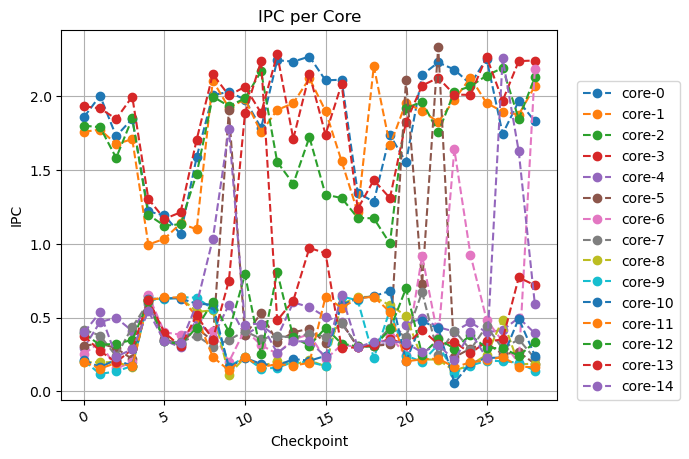 IPC per Core
IPC
2.0
1.5
1.0
0.5
0.0
0
5
10
15
20
25
Checkpoint
core-0
core-1
core-2
core-3
core-4
core-5
core-6
core-7
core-8
core-9
core-10
core-11
core-12
core-13
core-14